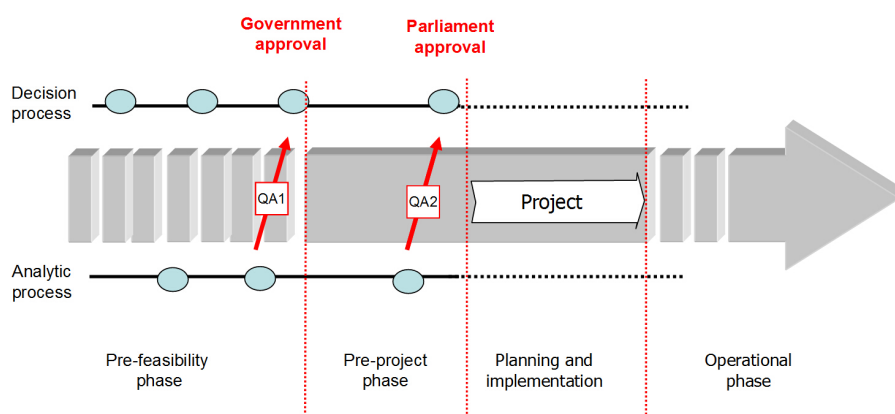 Government
approval
Parliament
approval
Decision
process
QA1
QA2
Project
Analytic
process
Pre-feasibility
phase
Pre-project
phase
Planning and
implementation
Operational
phase